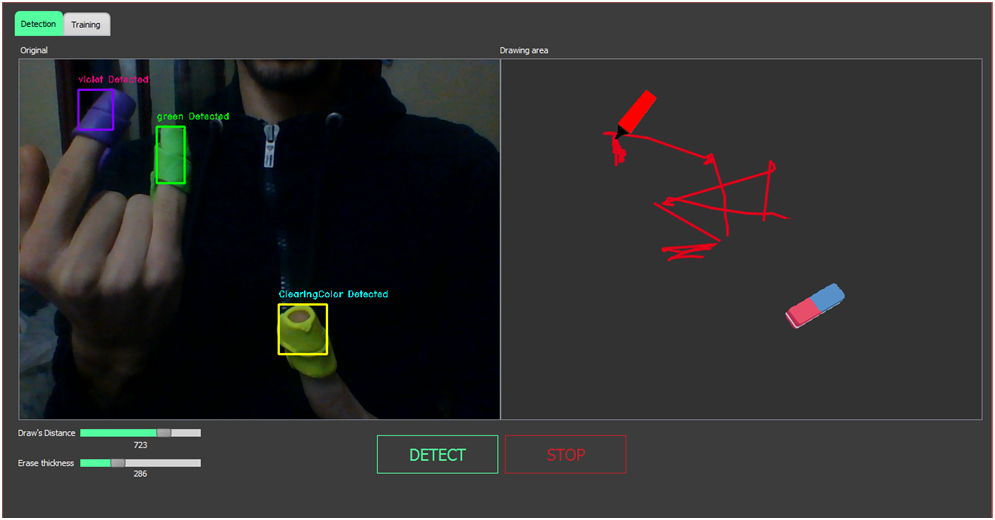 Detection Training
Original
Drawing area
violet Detected
green Detected
ClearingColor Detected
Draw's Distance
723
Erase thickness
286
DETECT
STOP